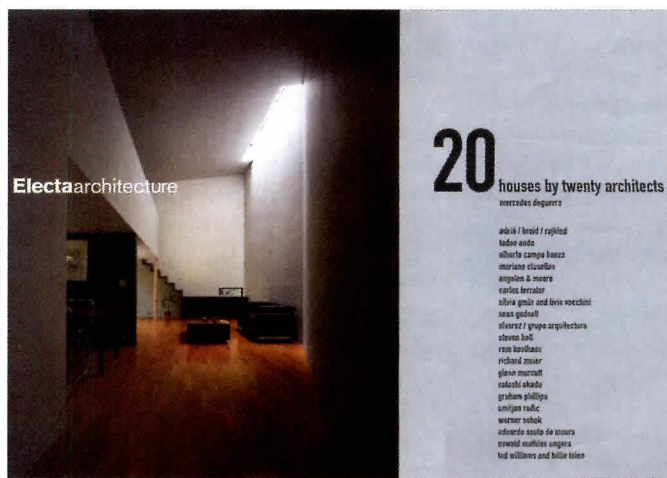 Electaarchitecture
20
houses by twenty architects
mercedes daguerre
adrià / broid / rojkind
tadao ando
alberto campo baeza
mariano clusellas
engelen & moore
carlos ferrater
silvia gmür and livio vacchini
sean godsell
alvarez / grupo arquitectura
steven holl
rem koolhaas
richard meier
glenn murcutt
satoshi okada
graham phillips
smiljan radic
werner sobek
eduardo souto de moura
oswald mathias ungers
tod williams and billie tsien